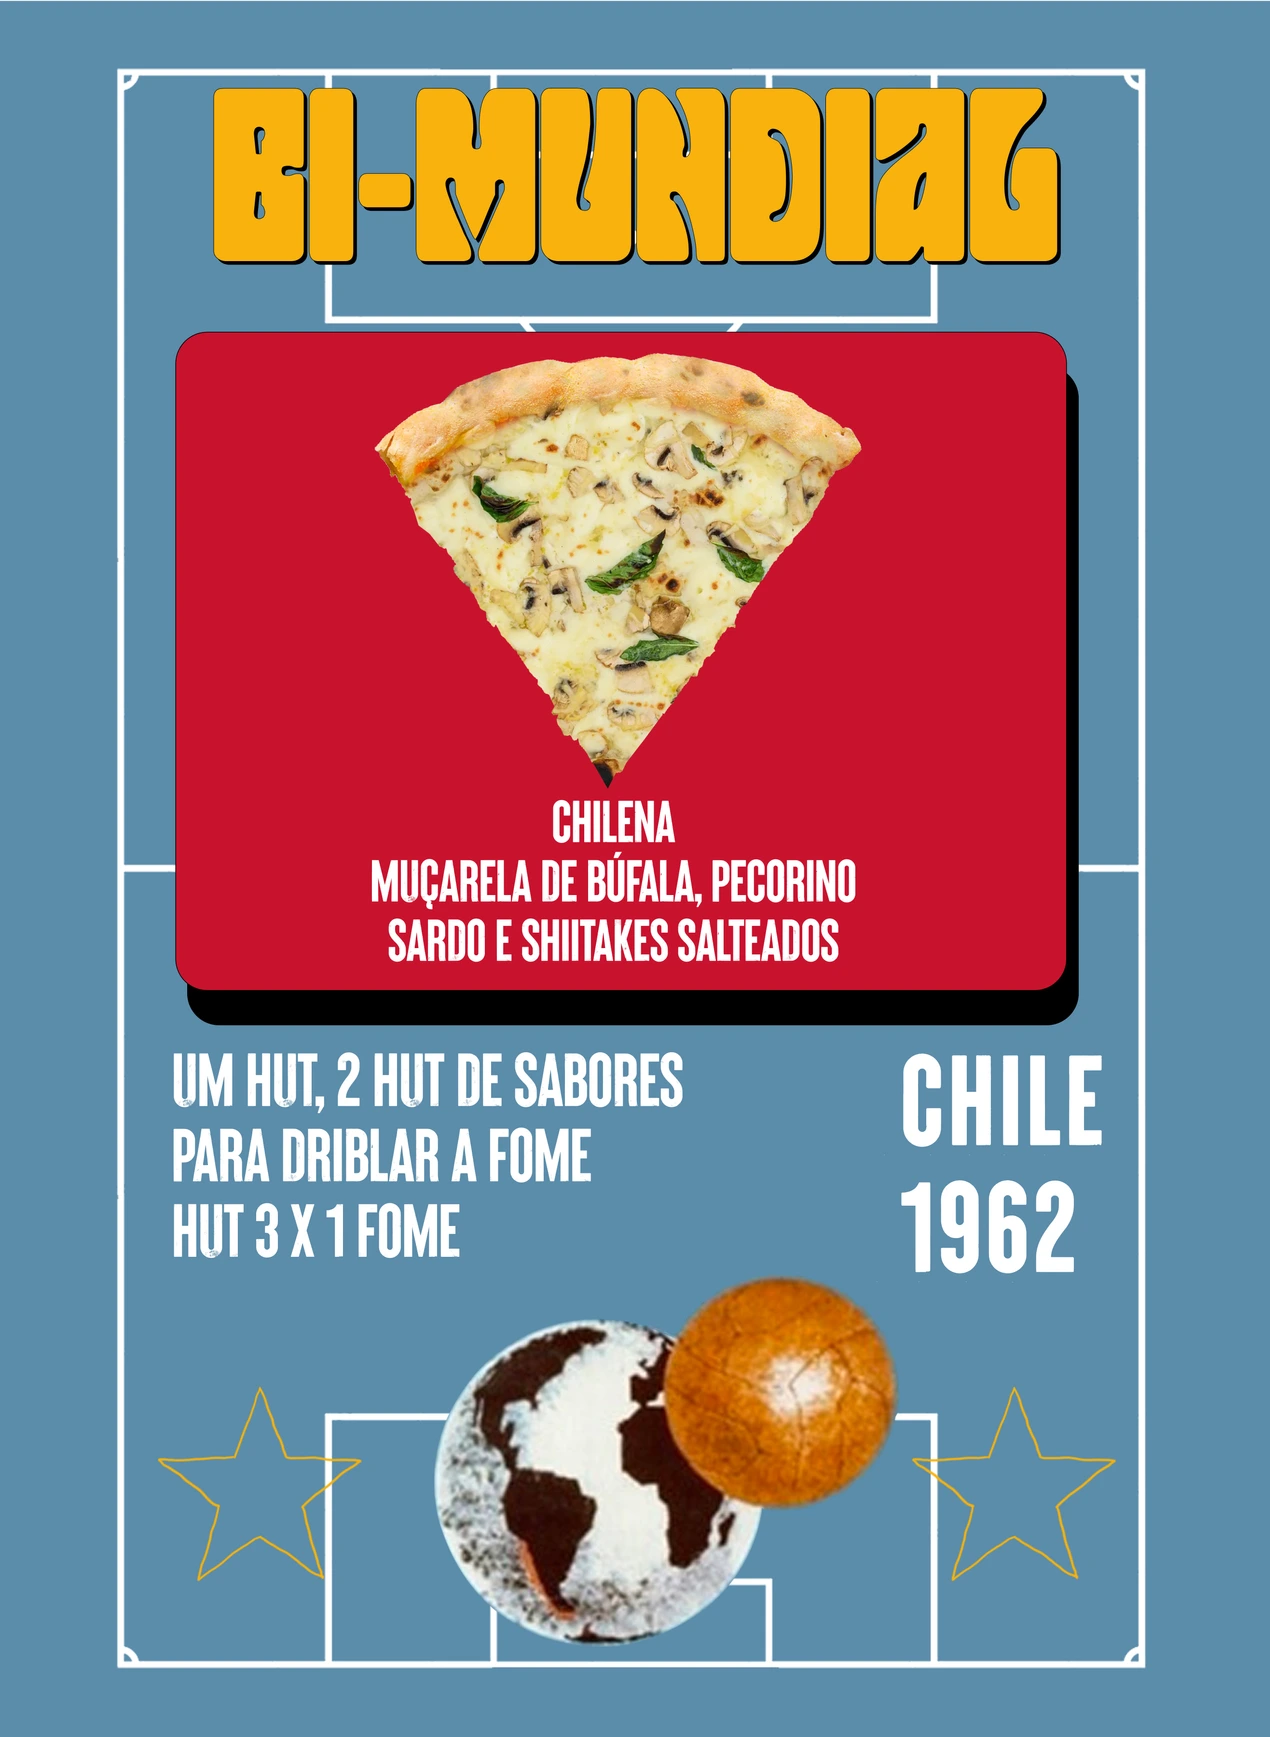 BI-MUNDIAL
CHILENA
MUÇARELA DE BÚFALA, PECORINO
SARDO E SHIITAKES SALTEADOS
UM HUT, 2 HUT DE SABORES
PARA DRIBLAR A FOME
HUT 3 X 1 FOME
CHILE
1962